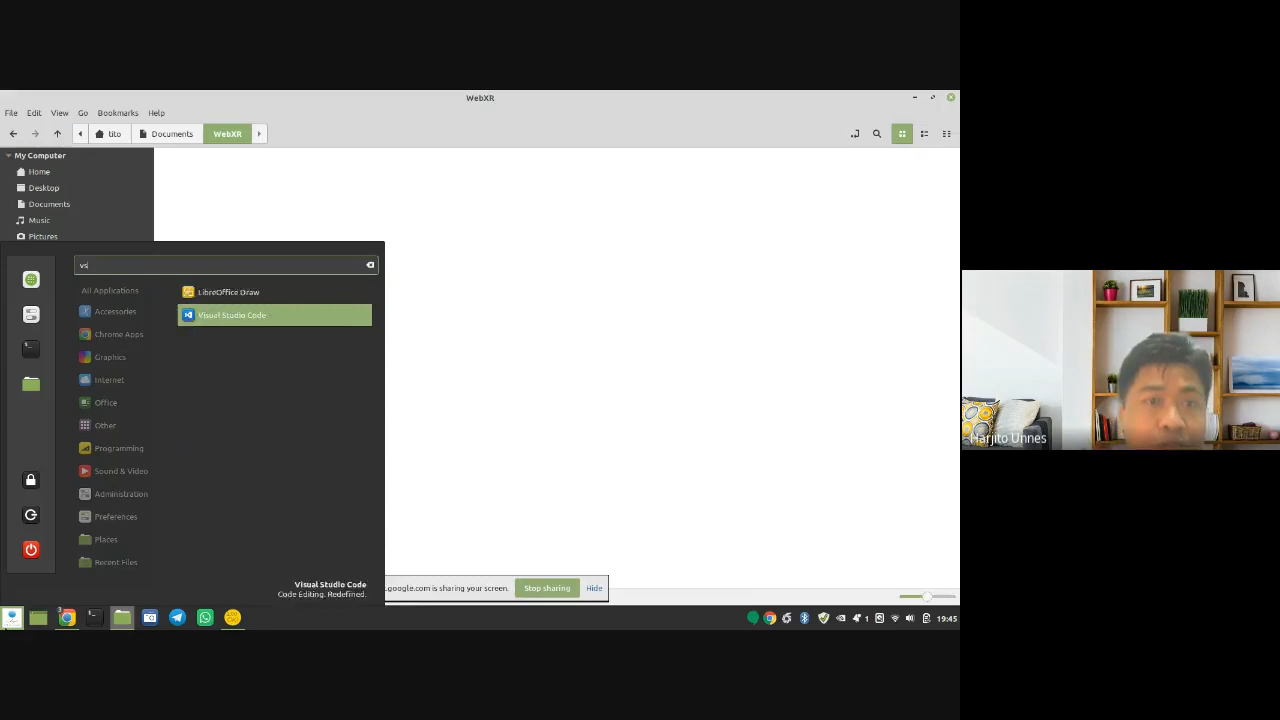 WebXR
File Edit View Go Bookmarks Help
tito Documents WebXR
My Computer
Home
Desktop
Documents
Music
Pictures
vs
All Applications
Accessories
Chrome Apps
Graphics
Internet
Office
Other
Programming
Sound & Video
Administration
Preferences
Places
Recent Files
LibreOffice Draw
Visual Studio Code
Visual Studio Code
Code Editing. Redefined.
.google.com is sharing your screen. Stop sharing Hide
1 19:45
Harjito Unnes